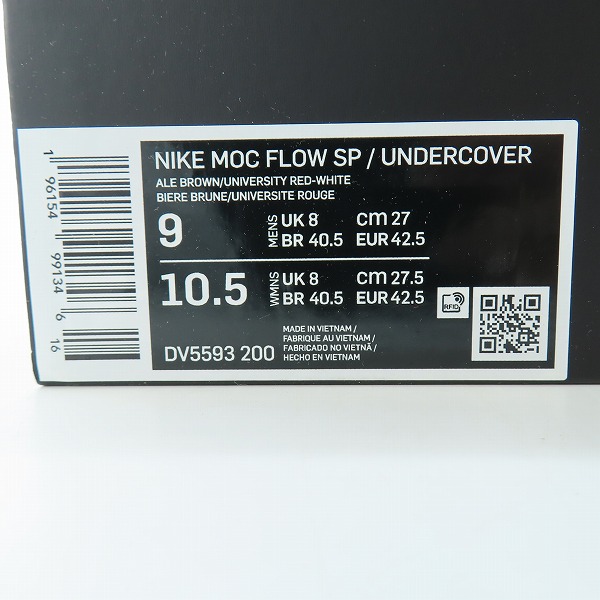 NIKE MOC FLOW SP / UNDERCOVER
ALE BROWN/UNIVERSITY RED-WHITE
BIERE BRUNE/UNIVERSITE ROUGE
9 MENS UK 8 cm 27
BR 40.5 EUR 42.5
10.5 WMNS UK 8 cm 27.5
BR 40.5 EUR 42.5
RFID
DV5593 200
MADE IN VIETNAM /
FABRIQUE AU VIETNAM /
FABRICADO NO VIETNÃ /
HECHO EN VIETNAM
1 96154 99134 6 16